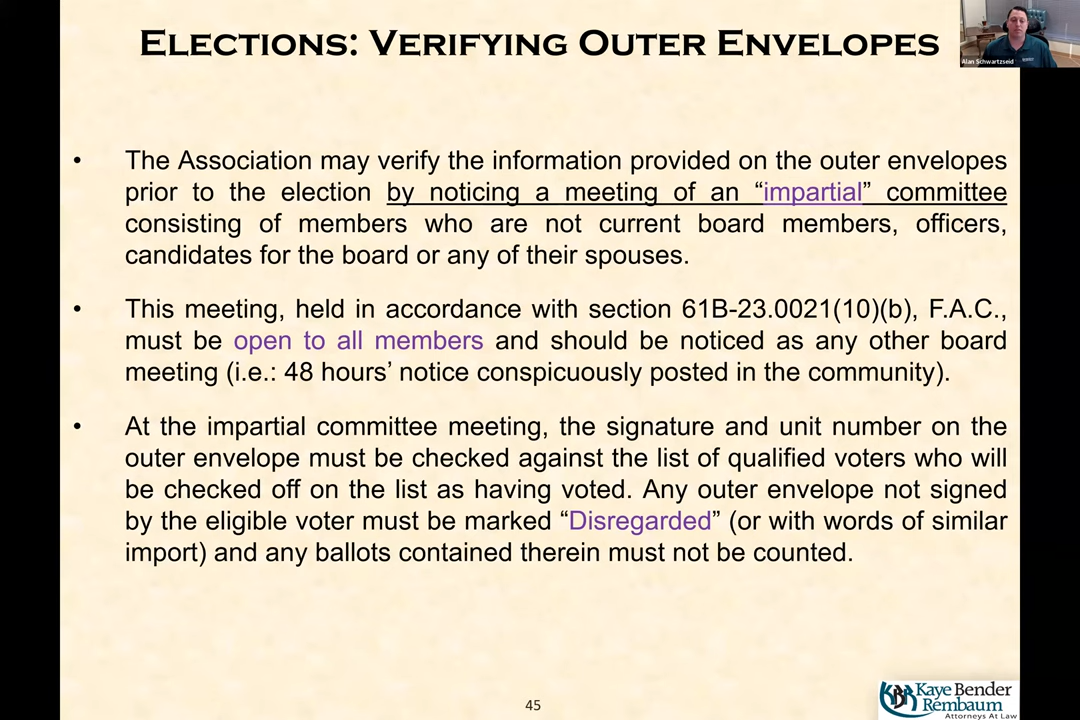 ELECTIONS: VERIFYING OUTER ENVELOPES
Alan Schwartzseid
• The Association may verify the information provided on the outer envelopes
prior to the election by noticing a meeting of an “impartial” committee
consisting of members who are not current board members, officers,
candidates for the board or any of their spouses.
• This meeting, held in accordance with section 61B-23.0021(10)(b), F.A.C.,
must be open to all members and should be noticed as any other board
meeting (i.e.: 48 hours’ notice conspicuously posted in the community).
• At the impartial committee meeting, the signature and unit number on the
outer envelope must be checked against the list of qualified voters who will
be checked off on the list as having voted. Any outer envelope not signed
by the eligible voter must be marked “Disregarded” (or with words of similar
import) and any ballots contained therein must not be counted.
45
KBR Kaye Bender
Rembaum
Attorneys At Law